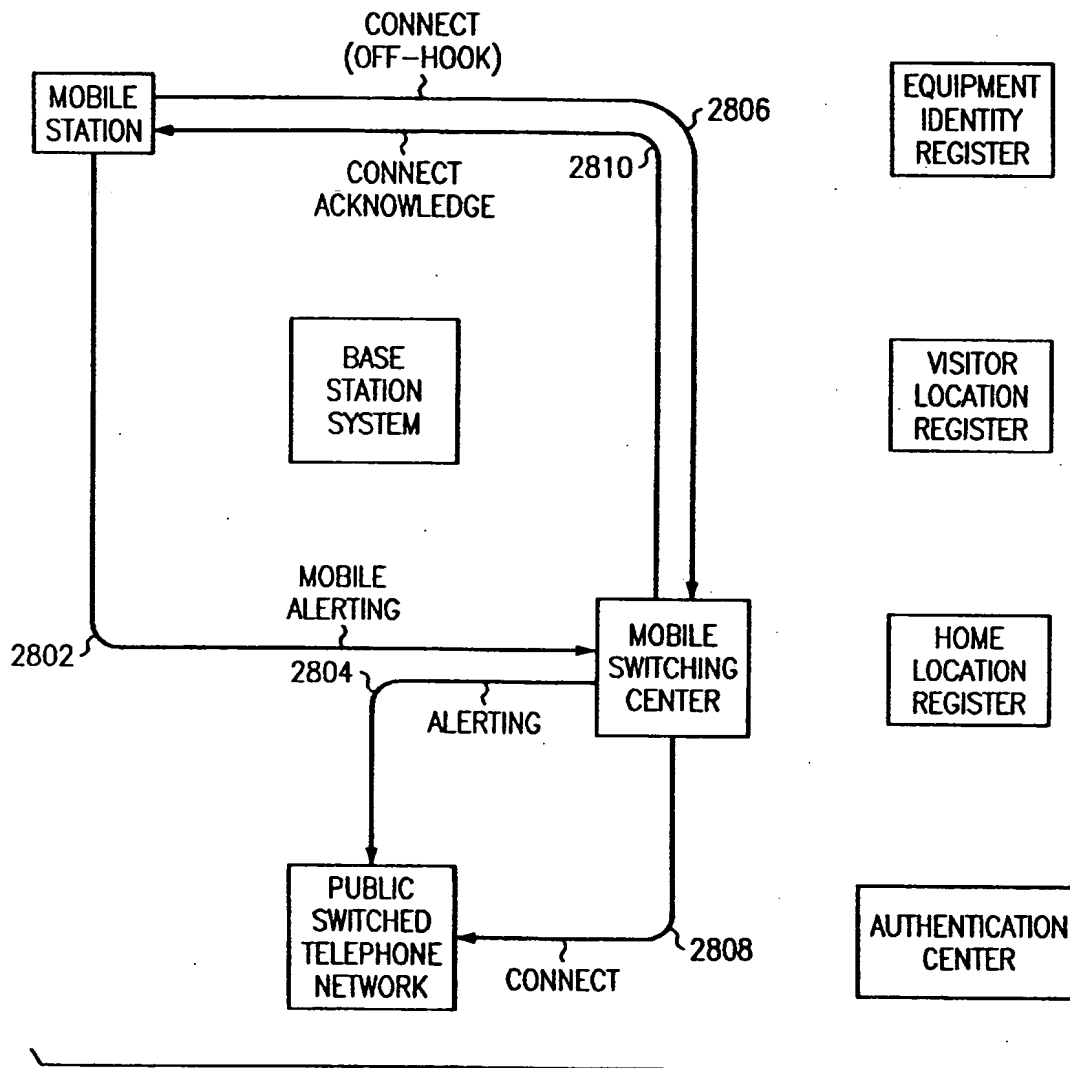 CONNECT
(OFF-HOOK)
MOBILE
STATION
2806
EQUIPMENT
IDENTITY
REGISTER
2810
CONNECT
ACKNOWLEDGE
BASE
STATION
SYSTEM
VISITOR
LOCATION
REGISTER
MOBILE
ALERTING
2802
2804
ALERTING
MOBILE
SWITCHING
CENTER
HOME
LOCATION
REGISTER
PUBLIC
SWITCHED
TELEPHONE
NETWORK
CONNECT
2808
AUTHENTICATION
CENTER